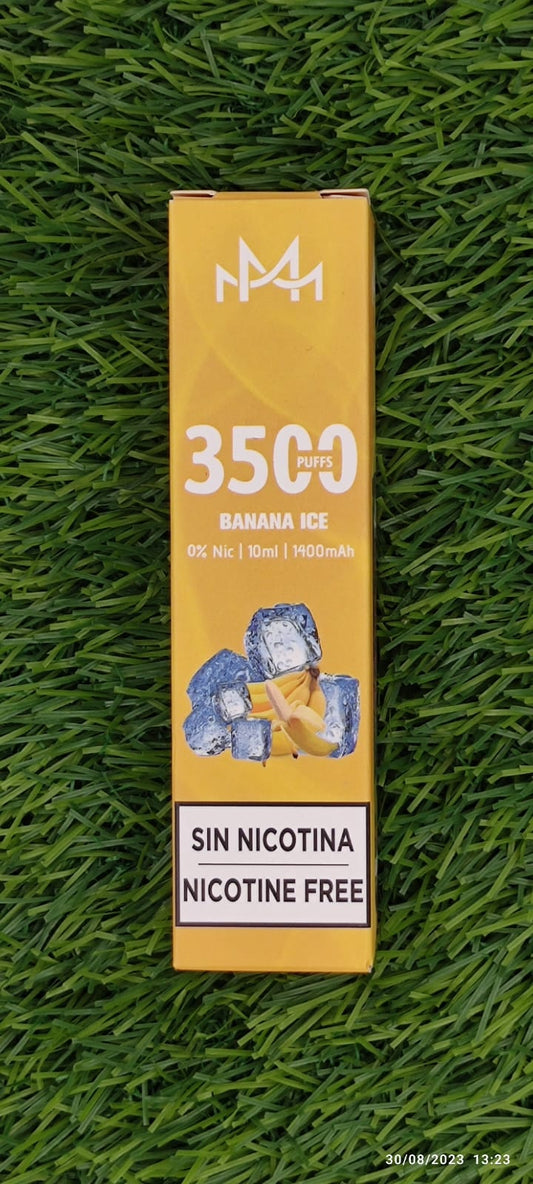 3500
PUFFS
BANANA ICE
0% Nic | 10ml | 1400mAh
SIN NICOTINA
NICOTINE FREE
30/08/2023 13:23